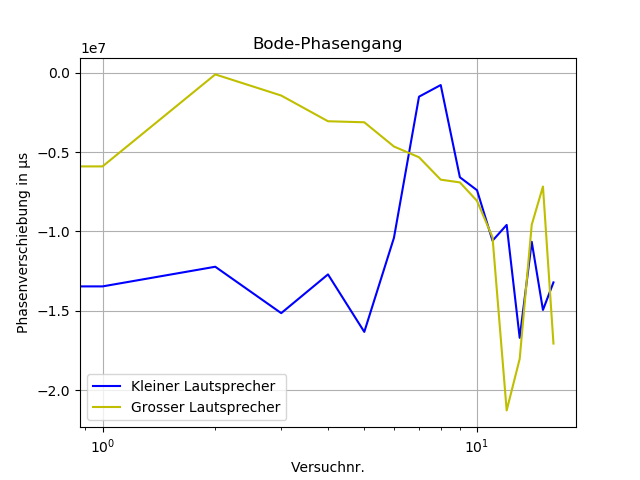 Bode-Phasengang
1e7
0.0
−0.5
−1.0
−1.5
−2.0
Phasenverschiebung in µs
Kleiner Lautsprecher
Grosser Lautsprecher
10⁰
10¹
Versuchnr.